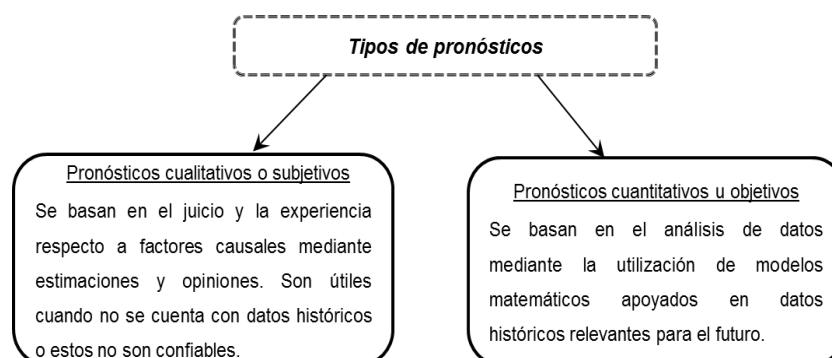 Tipos de pronósticos
Pronósticos cualitativos o subjetivos
Se basan en el juicio y la experiencia
respecto a factores causales mediante
estimaciones y opiniones. Son útiles
cuando no se cuenta con datos históricos
o estos no son confiables.
Pronósticos cuantitativos u objetivos
Se basan en el análisis de datos
mediante la utilización de modelos
matemáticos apoyados en datos
históricos relevantes para el futuro.